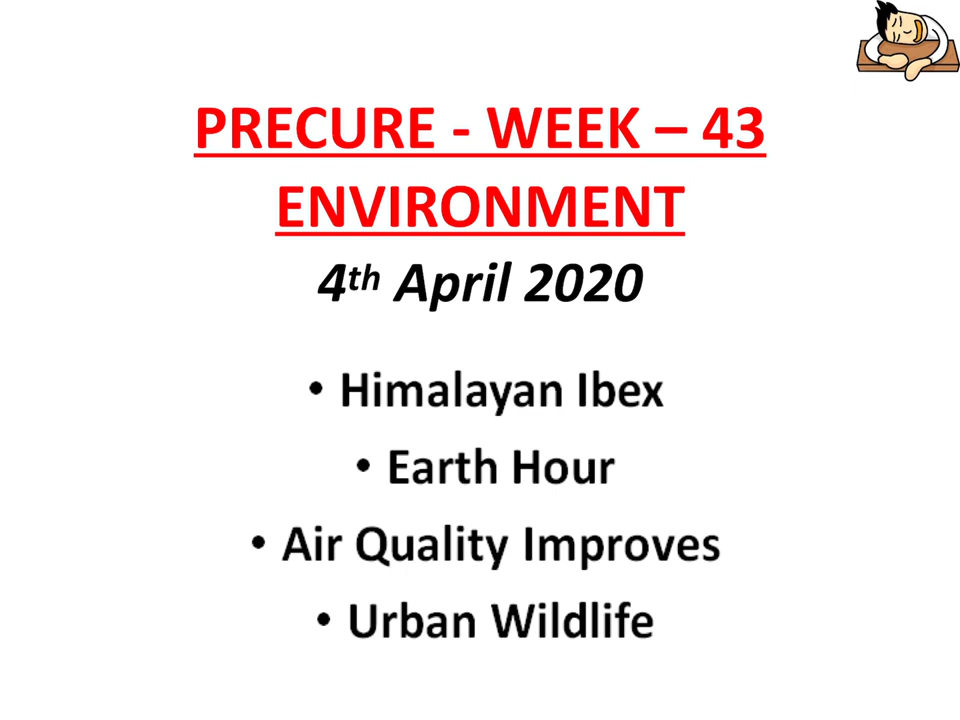 PRECURE - WEEK – 43
ENVIRONMENT
4th April 2020
• Himalayan Ibex
• Earth Hour
• Air Quality Improves
• Urban Wildlife